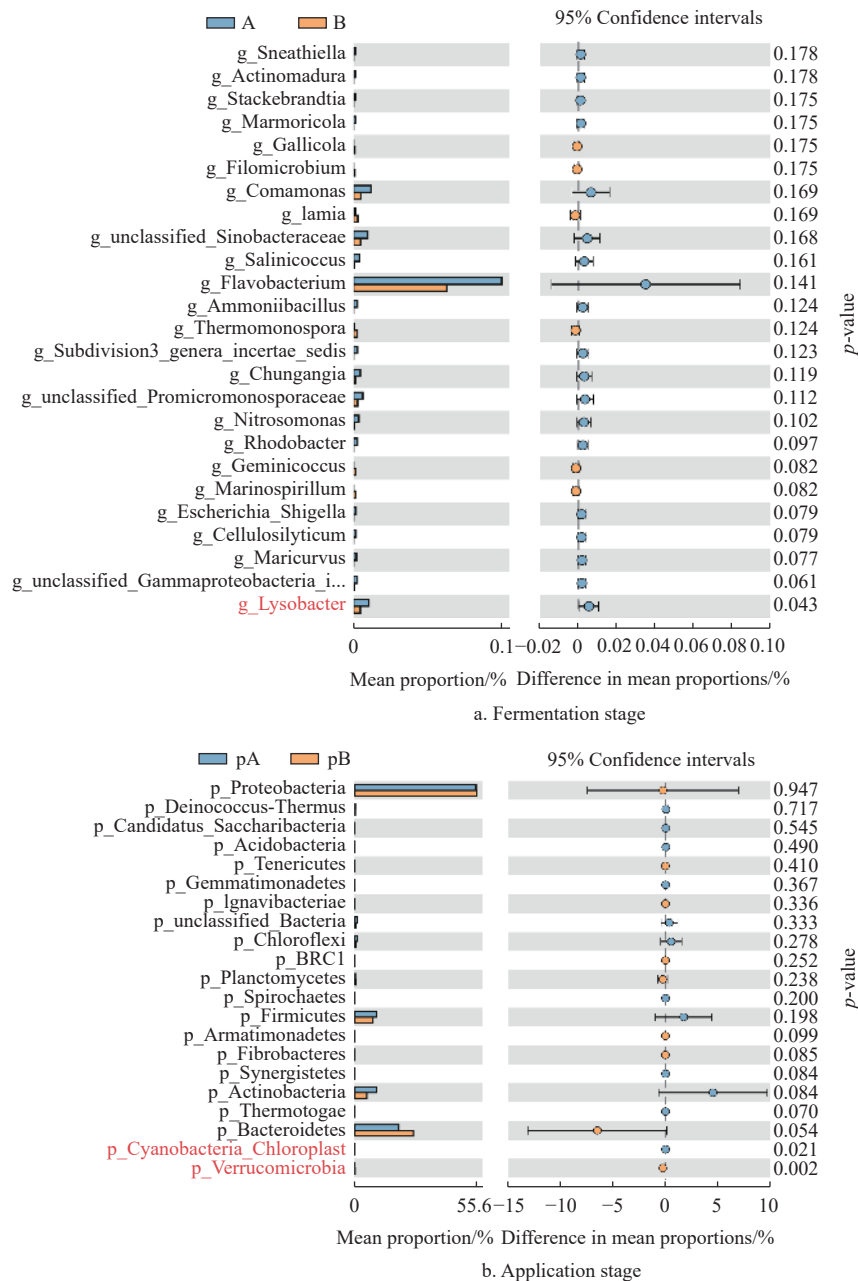 A B 95% Confidence intervals
g_Sneathiella 0.178
g_Actinomadura 0.178
g_Stackebrandtia 0.175
g_Marmoricola 0.175
g_Gallicola 0.175
g_Filomicrobium 0.175
g_Comamonas 0.169
g_lamia 0.169
g_unclassified_Sinobacteraceae 0.168
g_Salinicoccus 0.161
g_Flavobacterium 0.141
g_Ammoniibacillus 0.124
g_Thermomonospora 0.124
g_Subdivision3_genera_incertae_sedis 0.123
g_Chungangia 0.119
g_unclassified_Promicromonosporaceae 0.112
g_Nitrosomonas 0.102
g_Rhodobacter 0.097
g_Geminicoccus 0.082
g_Marinospirillum 0.082
g_Escherichia_Shigella 0.079
g_Cellulosilyticum 0.079
g_Maricurvus 0.077
g_unclassified_Gammaproteobacteria_i... 0.061
g_Lysobacter 0.043
p-value
0 0.1 −0.02 0 0.02 0.04 0.06 0.08 0.10
Mean proportion/% Difference in mean proportions/%
a. Fermentation stage
pA pB 95% Confidence intervals
p_Proteobacteria 0.947
p_Deinococcus-Thermus 0.717
p_Candidatus_Saccharibacteria 0.545
p_Acidobacteria 0.490
p_Tenericutes 0.410
p_Gemmatimonadetes 0.367
p_Ignavibacteriae 0.336
p_unclassified_Bacteria 0.333
p_Chloroflexi 0.278
p_BRC1 0.252
p_Planctomycetes 0.238
p_Spirochaetes 0.200
p_Firmicutes 0.198
p_Armatimonadetes 0.099
p_Fibrobacteres 0.085
p_Synergistetes 0.084
p_Actinobacteria 0.084
p_Thermotogae 0.070
p_Bacteroidetes 0.054
p_Cyanobacteria_Chloroplast 0.021
p_Verrucomicrobia 0.002
p-value
0 55.6 −15 −10 −5 0 5 10
Mean proportion/% Difference in mean proportions/%
b. Application stage